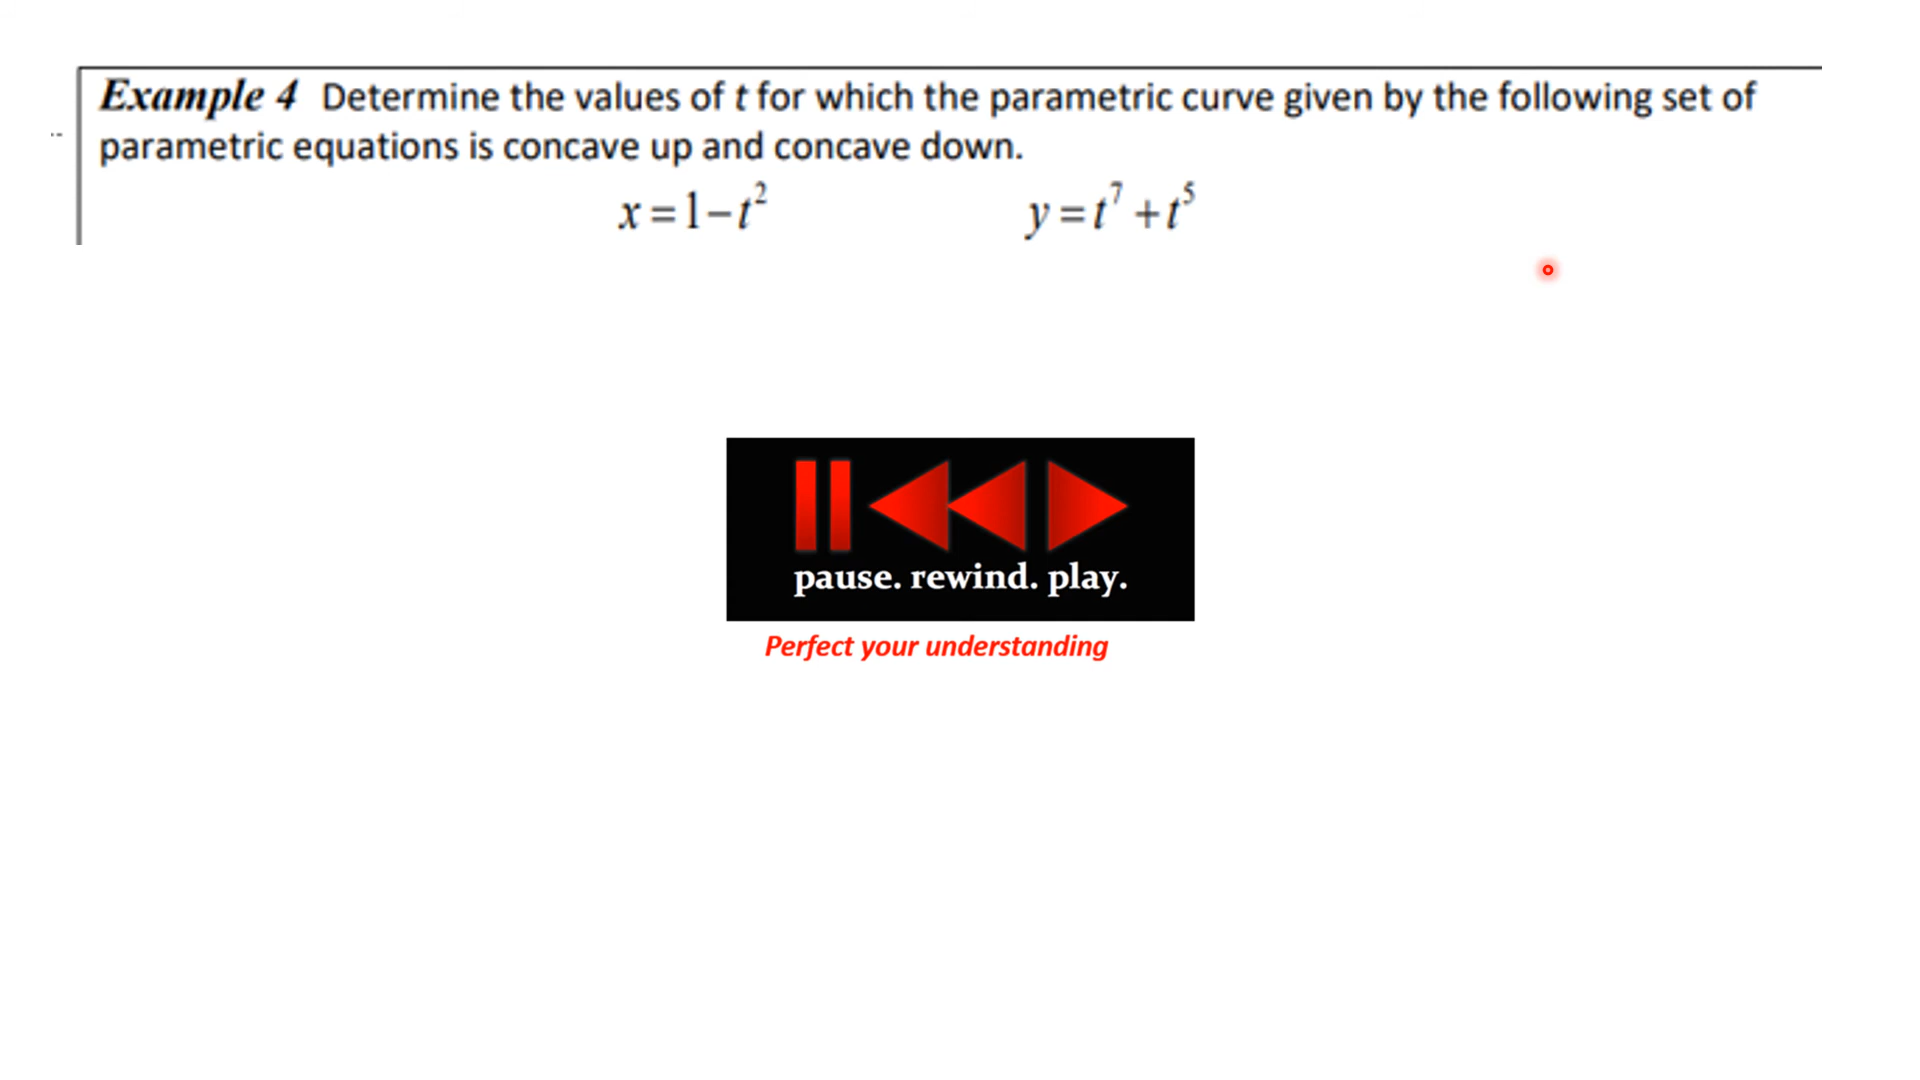 Example 4 Determine the values of t for which the parametric curve given by the following set of
parametric equations is concave up and concave down.
x = 1 − t² y = t⁷ + t⁵
pause. rewind. play.
Perfect your understanding